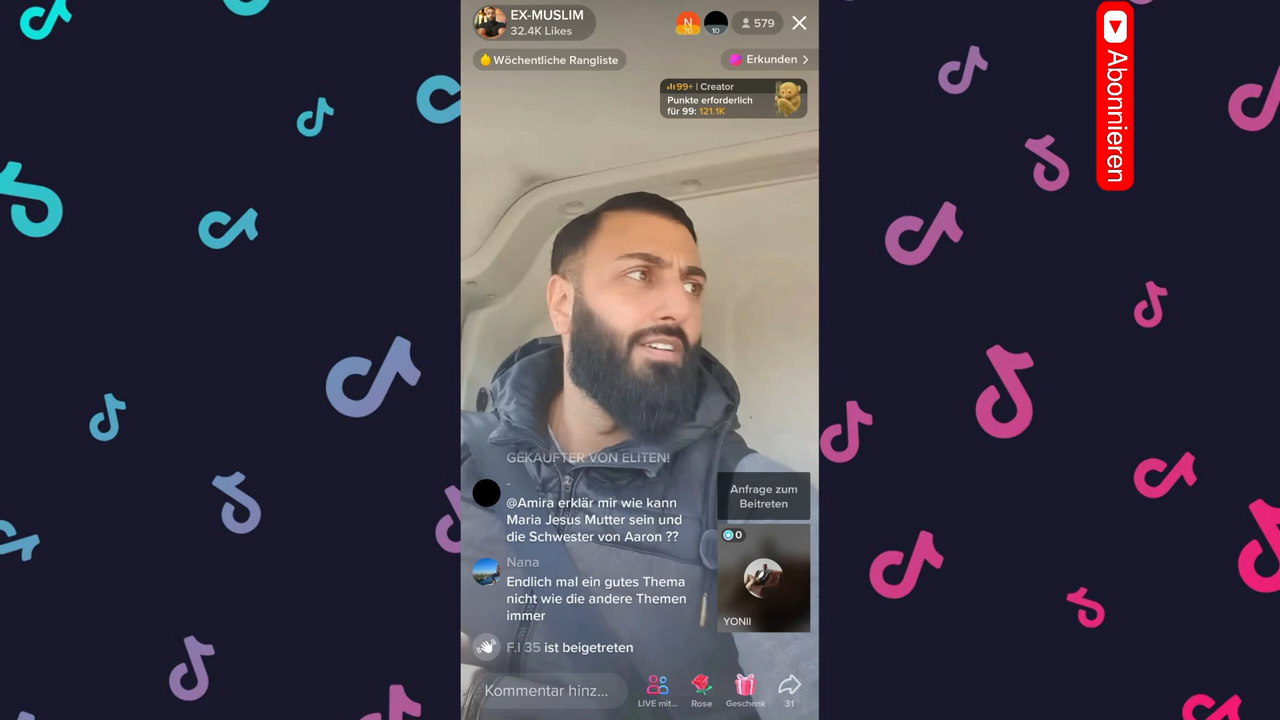 EX-MUSLIM
32.4K Likes
N
70
10
579
Wöchentliche Rangliste
Erkunden
99+ | Creator
Punkte erforderlich
für 99: 121.1K
Abonnieren
GEKAUFTER VON ELITEN!
-
@Amira erklär mir wie kann
Maria Jesus Mutter sein und
die Schwester von Aaron ??
Nana
Endlich mal ein gutes Thema
nicht wie die andere Themen
immer
F.I 35 ist beigetreten
Anfrage zum
Beitreten
0
YONII
Kommentar hinz...
LIVE mit...
Rose
Geschenk
31